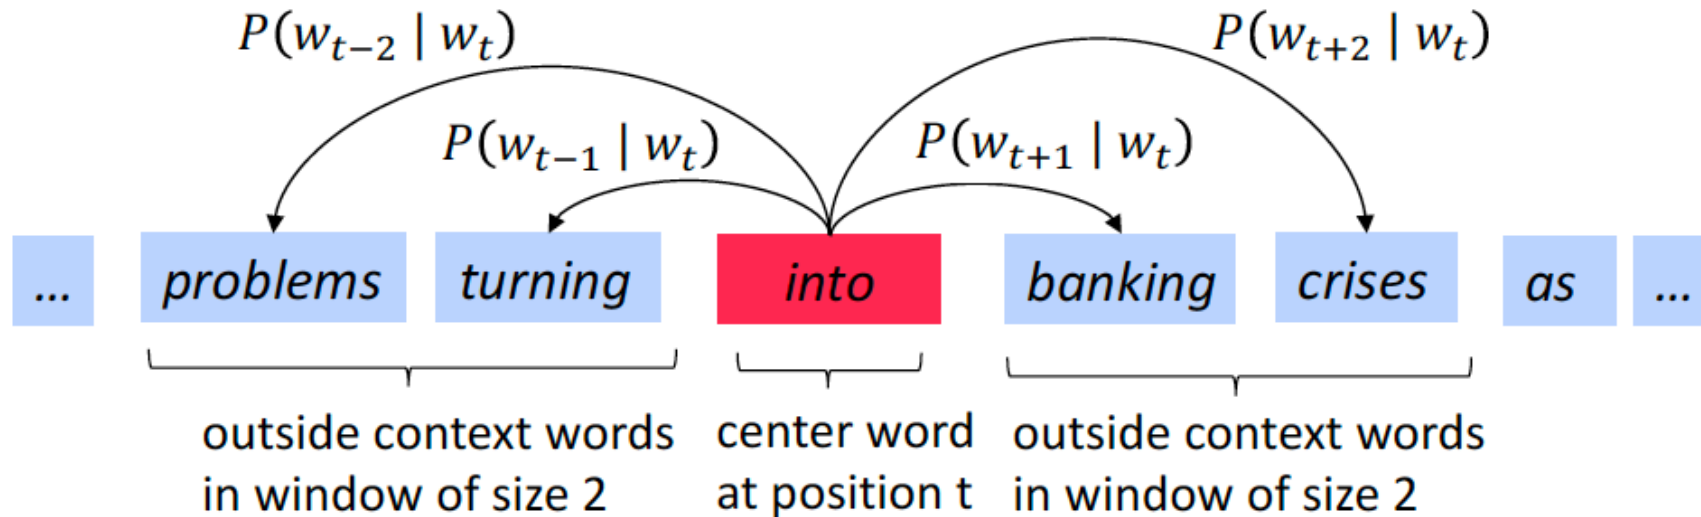 P(w_{t−2} | w_t)
P(w_{t+2} | w_t)
P(w_{t−1} | w_t)
P(w_{t+1} | w_t)
... problems turning into banking crises as ...
outside context words
in window of size 2
center word
at position t
outside context words
in window of size 2